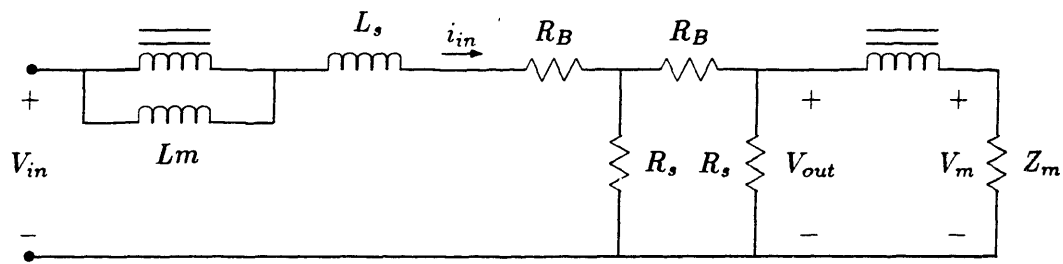 L_s i_in R_B R_B
+ + +
Lm
V_in R_s R_s V_out V_m Z_m
− − −